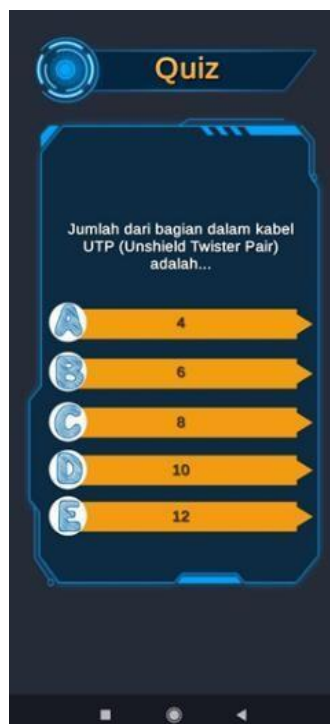 Quiz
Jumlah dari bagian dalam kabel
UTP (Unshield Twister Pair)
adalah...
A 4
B 6
C 8
D 10
E 12